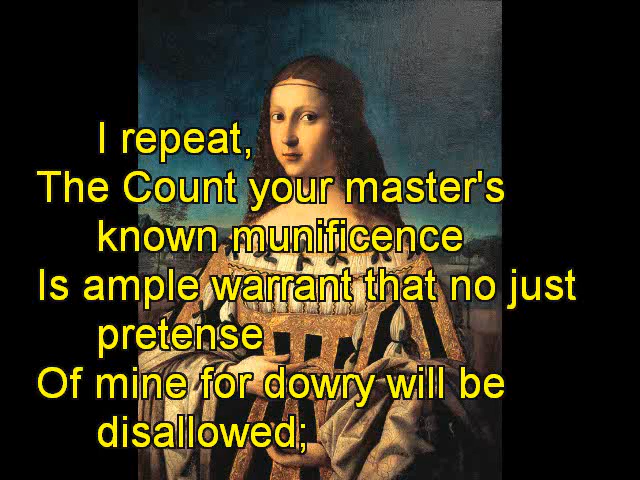 I repeat,
The Count your master's
known munificence
Is ample warrant that no just
pretense
Of mine for dowry will be
disallowed;